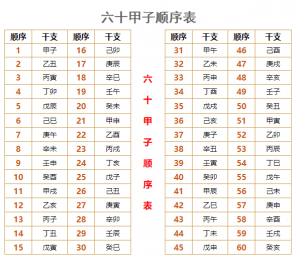 六十甲子顺序表
顺序 干支 顺序 干支
1 甲子 16 己卯
2 乙丑 17 庚辰
3 丙寅 18 辛巳
4 丁卯 19 壬午
5 戊辰 20 癸未
6 己巳 21 甲申
7 庚午 22 乙酉
8 辛未 23 丙戌
9 壬申 24 丁亥
10 癸酉 25 戊子
11 甲戌 26 己丑
12 乙亥 27 庚寅
13 丙子 28 辛卯
14 丁丑 29 壬辰
15 戊寅 30 癸巳
六十甲子顺序表
顺序 干支 顺序 干支
31 甲午 46 己酉
32 乙未 47 庚戌
33 丙申 48 辛亥
34 丁酉 49 壬子
35 戊戌 50 癸丑
36 己亥 51 甲寅
37 庚子 52 乙卯
38 辛丑 53 丙辰
39 壬寅 54 丁巳
40 癸卯 55 戊午
41 甲辰 56 己未
42 乙巳 57 庚申
43 丙午 58 辛酉
44 丁未 59 壬戌
45 戊申 60 癸亥